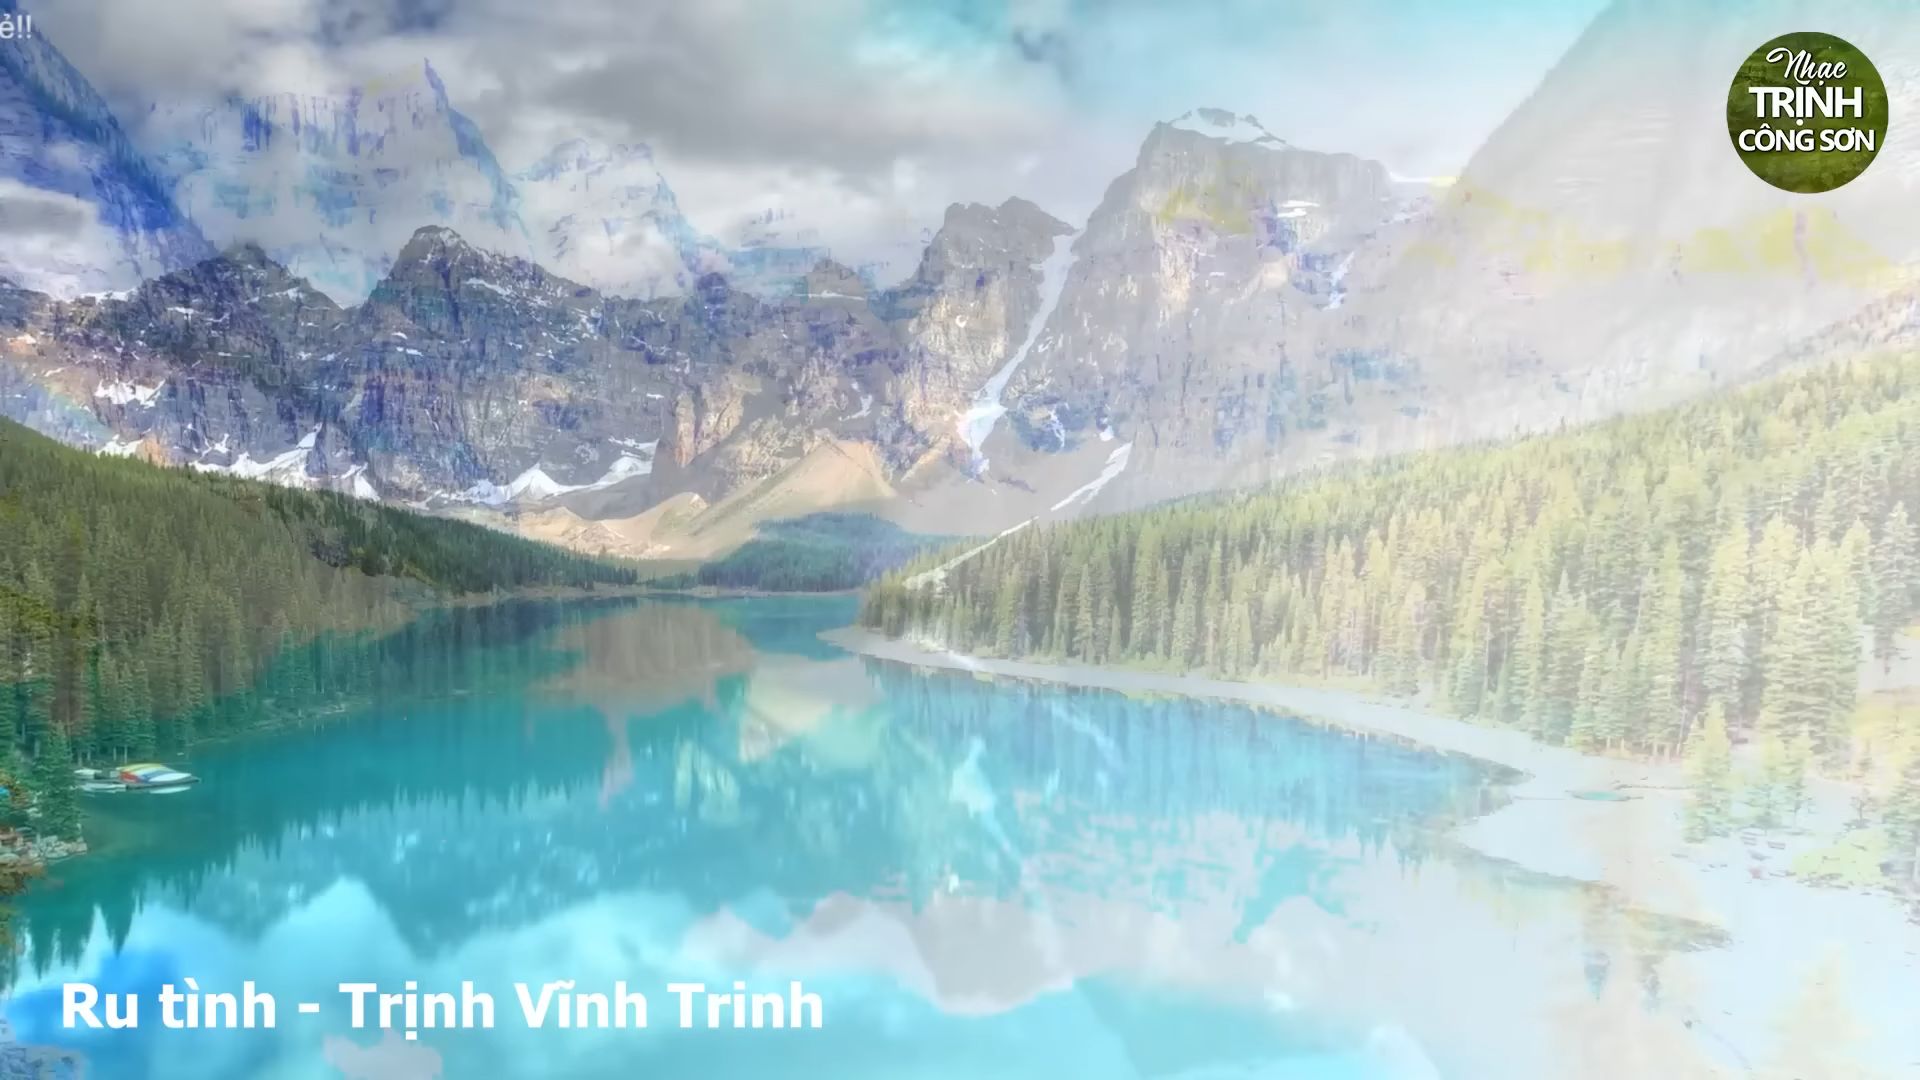 ẻ!!
Nhạc
TRỊNH
CÔNG SƠN
Ru tình - Trịnh Vĩnh Trinh